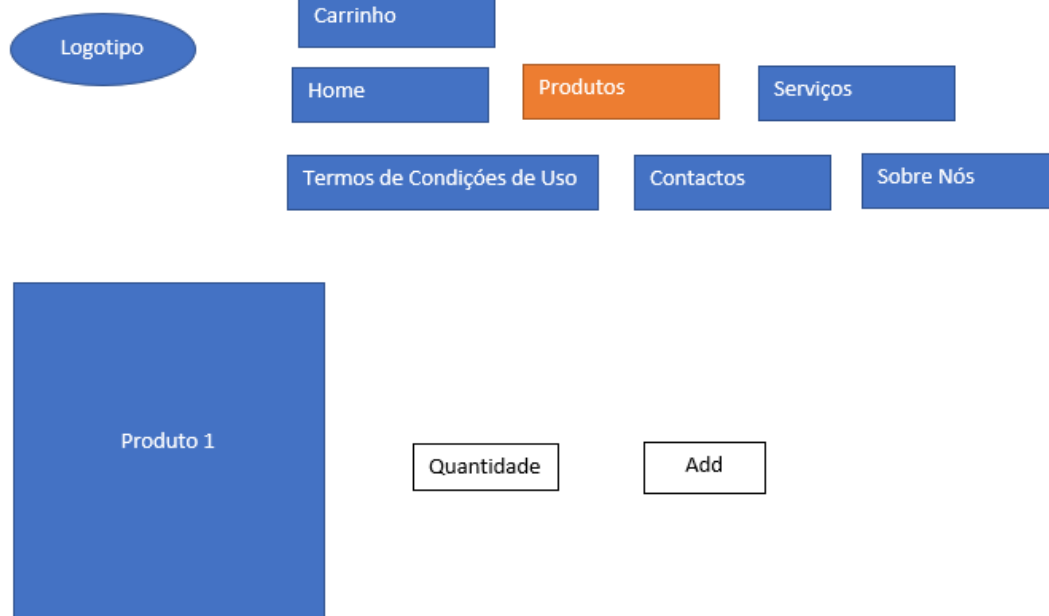 Carrinho
Logotipo
Home
Produtos
Serviços
Termos de Condições de Uso
Contactos
Sobre Nós
Produto 1
Quantidade
Add